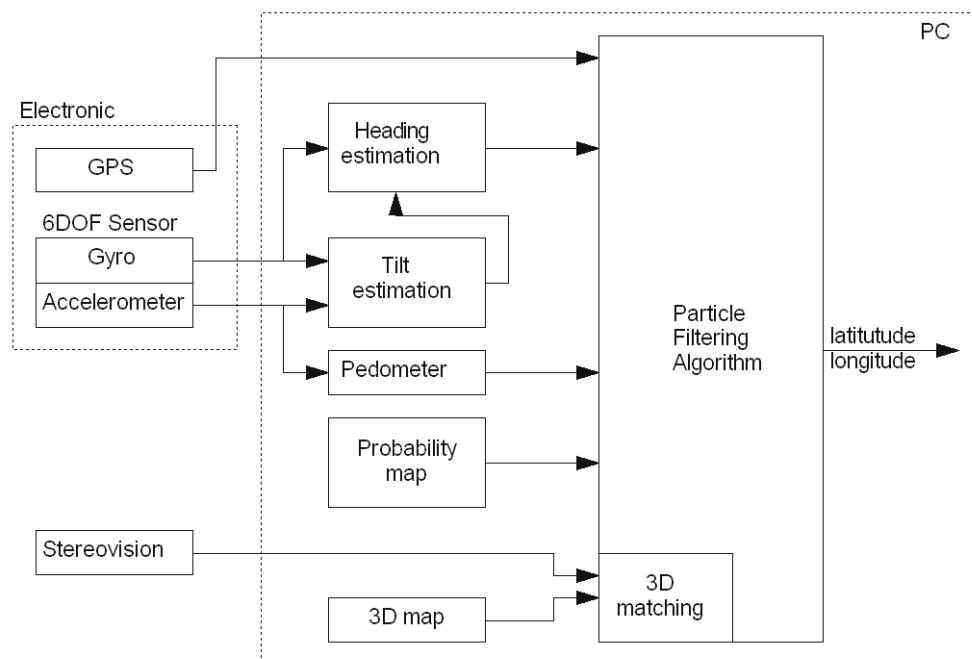 PC
Electronic
GPS
6DOF Sensor
Gyro
Accelerometer
Heading
estimation
Tilt
estimation
Pedometer
Probability
map
Stereovision
3D map
3D
matching
Particle
Filtering
Algorithm
latitutude
longitude